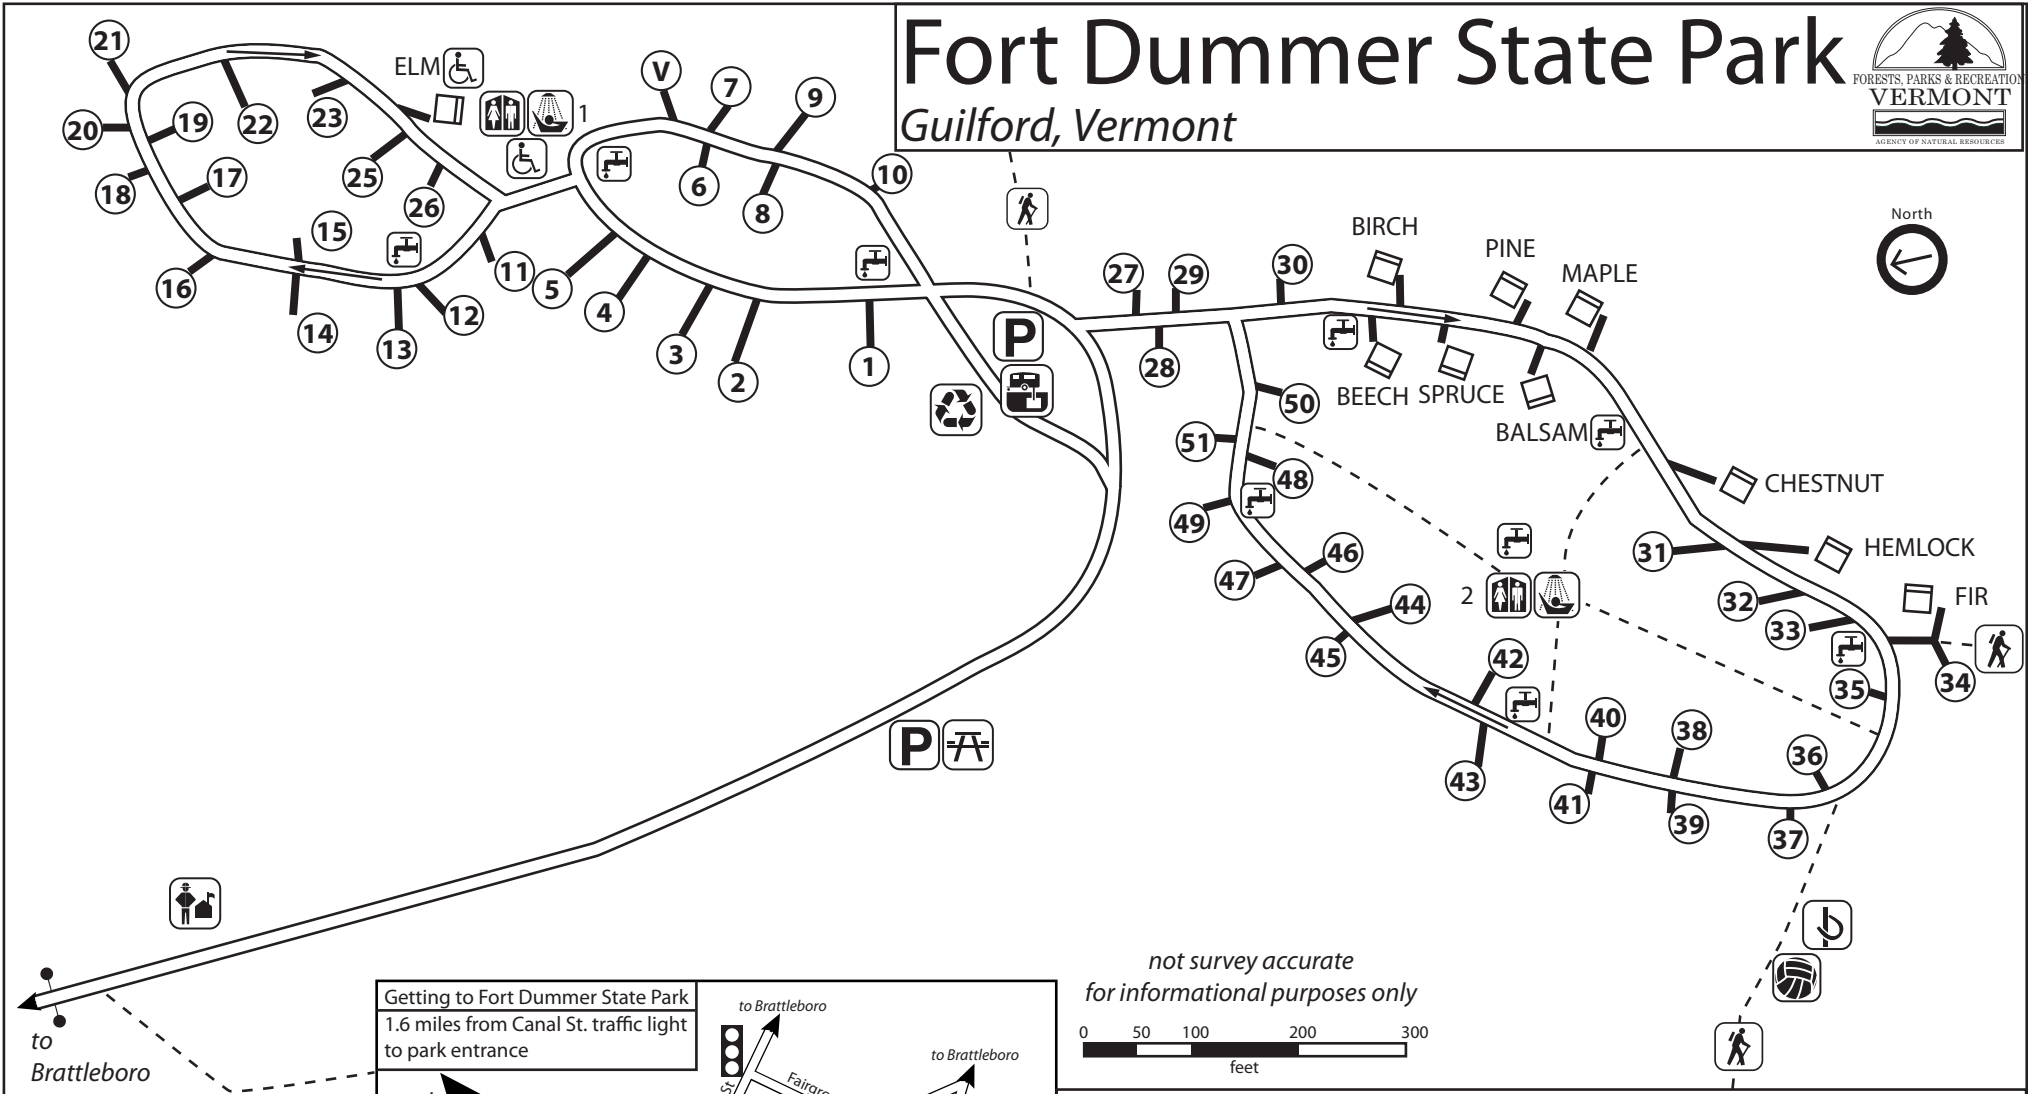 Fort Dummer State Park
Guilford, Vermont
FORESTS, PARKS & RECREATION
VERMONT
AGENCY OF NATURAL RESOURCES
North
21
20
19
22
23
ELM
1
18
17
25
26
16
15
14
13
12
11
V
7
9
6
8
10
5
4
3
2
1
P
27
29
28
30
BIRCH
PINE
MAPLE
BEECH
SPRUCE
BALSAM
CHESTNUT
HEMLOCK
FIR
50
51
48
49
46
47
44
45
42
43
2
31
32
33
34
35
36
37
38
39
40
41
P
to
Brattleboro
Getting to Fort Dummer State Park
1.6 miles from Canal St. traffic light
to park entrance
to Brattleboro
to Brattleboro
St
not survey accurate
for informational purposes only
0 50 100 200 300
feet